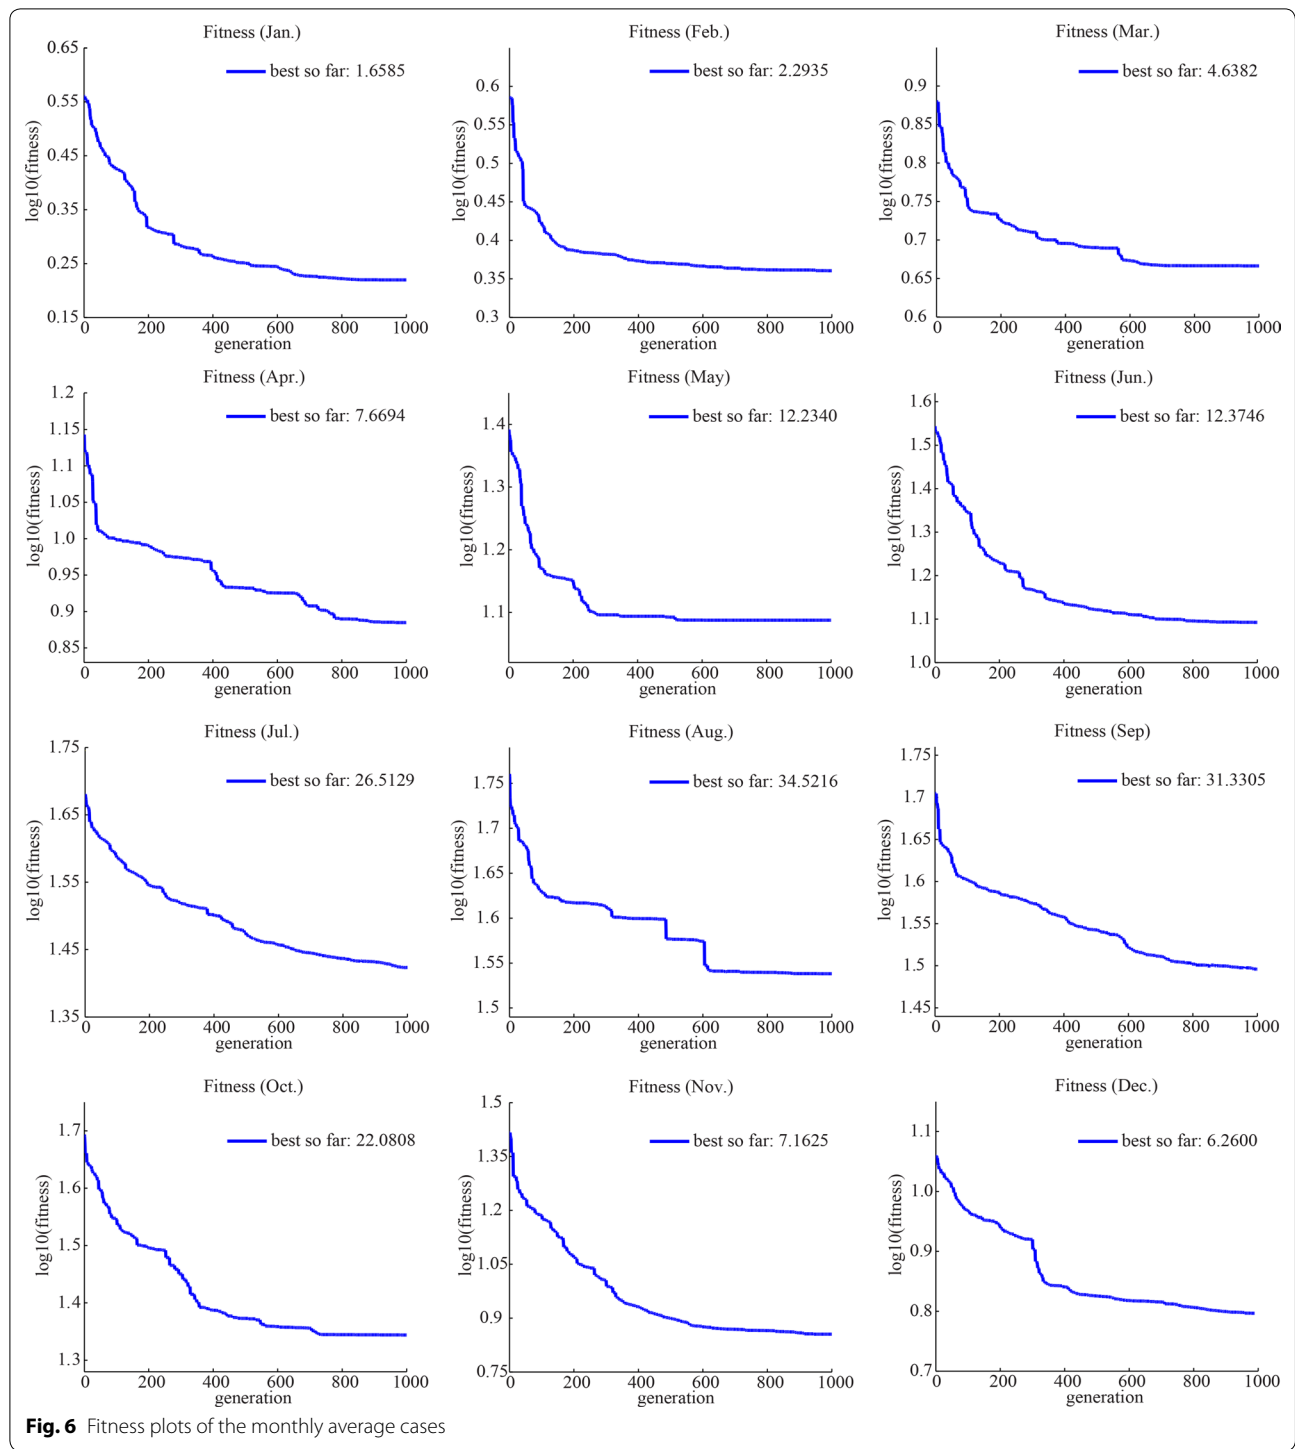 Fitness (Jan.)
best so far: 1.6585
log10(fitness)
0.65
0.55
0.45
0.35
0.25
0.15
0 200 400 600 800 1000
generation
Fitness (Feb.)
best so far: 2.2935
log10(fitness)
0.6
0.55
0.5
0.45
0.4
0.35
0.3
0 200 400 600 800 1000
generation
Fitness (Mar.)
best so far: 4.6382
log10(fitness)
0.9
0.85
0.8
0.75
0.7
0.65
0.6
0 200 400 600 800 1000
generation
Fitness (Apr.)
best so far: 7.6694
log10(fitness)
1.2
1.15
1.1
1.05
1.0
0.95
0.9
0.85
0 200 400 600 800 1000
generation
Fitness (May)
best so far: 12.2340
log10(fitness)
1.4
1.3
1.2
1.1
0 200 400 600 800 1000
generation
Fitness (Jun.)
best so far: 12.3746
log10(fitness)
1.6
1.5
1.4
1.3
1.2
1.1
1.0
0 200 400 600 800 1000
generation
Fitness (Jul.)
best so far: 26.5129
log10(fitness)
1.75
1.65
1.55
1.45
1.35
0 200 400 600 800 1000
generation
Fitness (Aug.)
best so far: 34.5216
log10(fitness)
1.75
1.7
1.65
1.6
1.55
1.5
0 200 400 600 800 1000
generation
Fitness (Sep)
best so far: 31.3305
log10(fitness)
1.75
1.7
1.65
1.6
1.55
1.5
1.45
0 200 400 600 800 1000
generation
Fitness (Oct.)
best so far: 22.0808
log10(fitness)
1.7
1.6
1.5
1.4
1.3
0 200 400 600 800 1000
generation
Fitness (Nov.)
best so far: 7.1625
log10(fitness)
1.5
1.35
1.2
1.05
0.9
0.75
0 200 400 600 800 1000
generation
Fitness (Dec.)
best so far: 6.2600
log10(fitness)
1.1
1.0
0.9
0.8
0.7
0 200 400 600 800 1000
generation
Fig. 6 Fitness plots of the monthly average cases